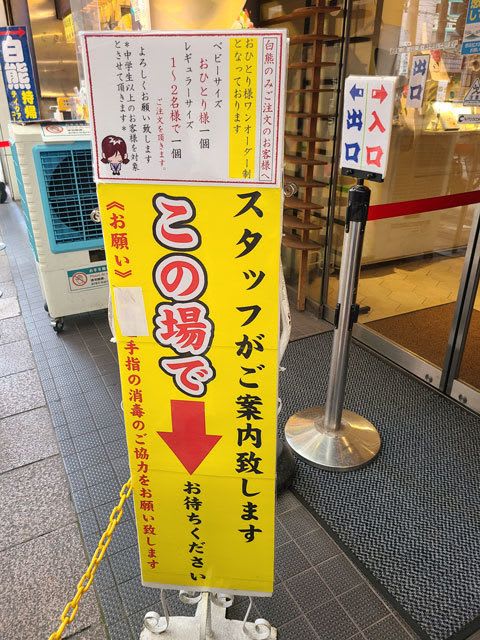 白熊のみご注文のお客様へ
おひとり様ワンオーダー制
となっております
ベビーサイズ
おひとり様一個
レギュラーサイズ
1～2名様で一個
ご注文を頂きます。
よろしくお願い致します
*中学生以上のお客様を対象
とさせて頂きます*
スタッフがご案内致します
この場で
お待ちください
《お願い》
手指の消毒のご協力をお願い致します
入口
出口
出口
白熊